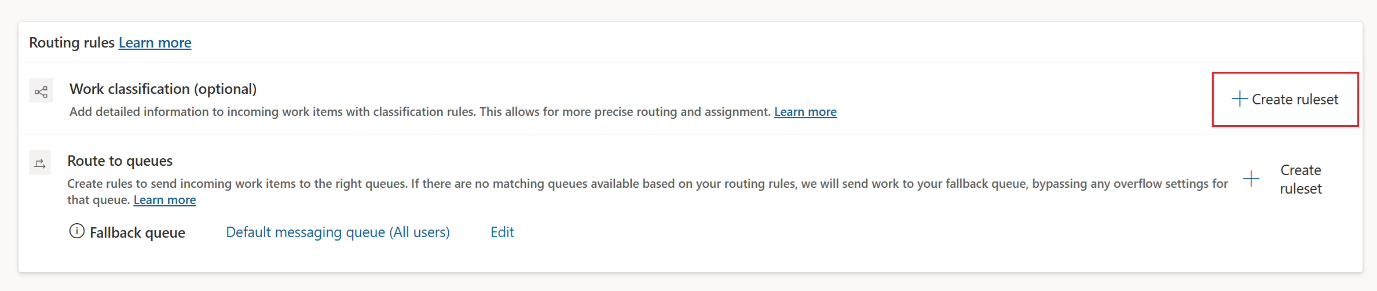 Routing rules Learn more
Work classification (optional)
Add detailed information to incoming work items with classification rules. This allows for more precise routing and assignment. Learn more
Create ruleset
Route to queues
Create rules to send incoming work items to the right queues. If there are no matching queues available based on your routing rules, we will send work to your fallback queue, bypassing any overflow settings for
that queue. Learn more
Create
ruleset
Fallback queue Default messaging queue (All users) Edit